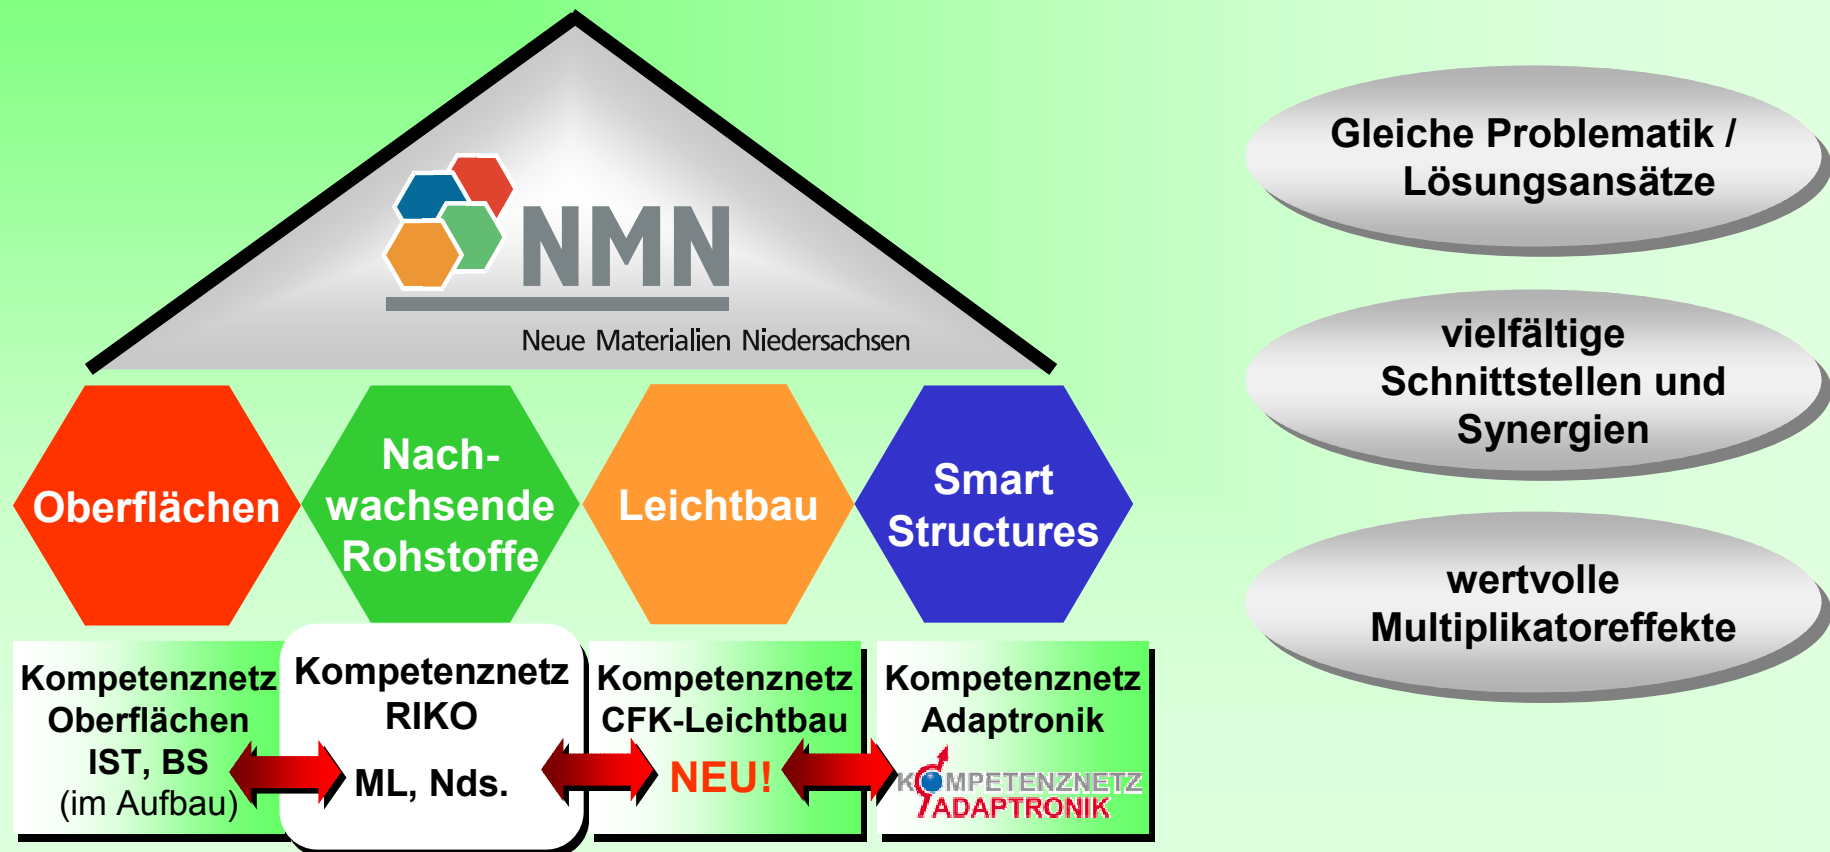 NMN
Neue Materialien Niedersachsen
Oberflächen
Nach-
wachsende
Rohstoffe
Leichtbau
Smart
Structures
Kompetenznetz
Oberflächen
IST, BS
(im Aufbau)
Kompetenznetz
RIKO
ML, Nds.
Kompetenznetz
CFK-Leichtbau
NEU!
Kompetenznetz
Adaptronik
KOMPETENZNETZ
ADAPTRONIK
Gleiche Problematik /
Lösungsansätze
vielfältige
Schnittstellen und
Synergien
wertvolle
Multiplikatoreffekte